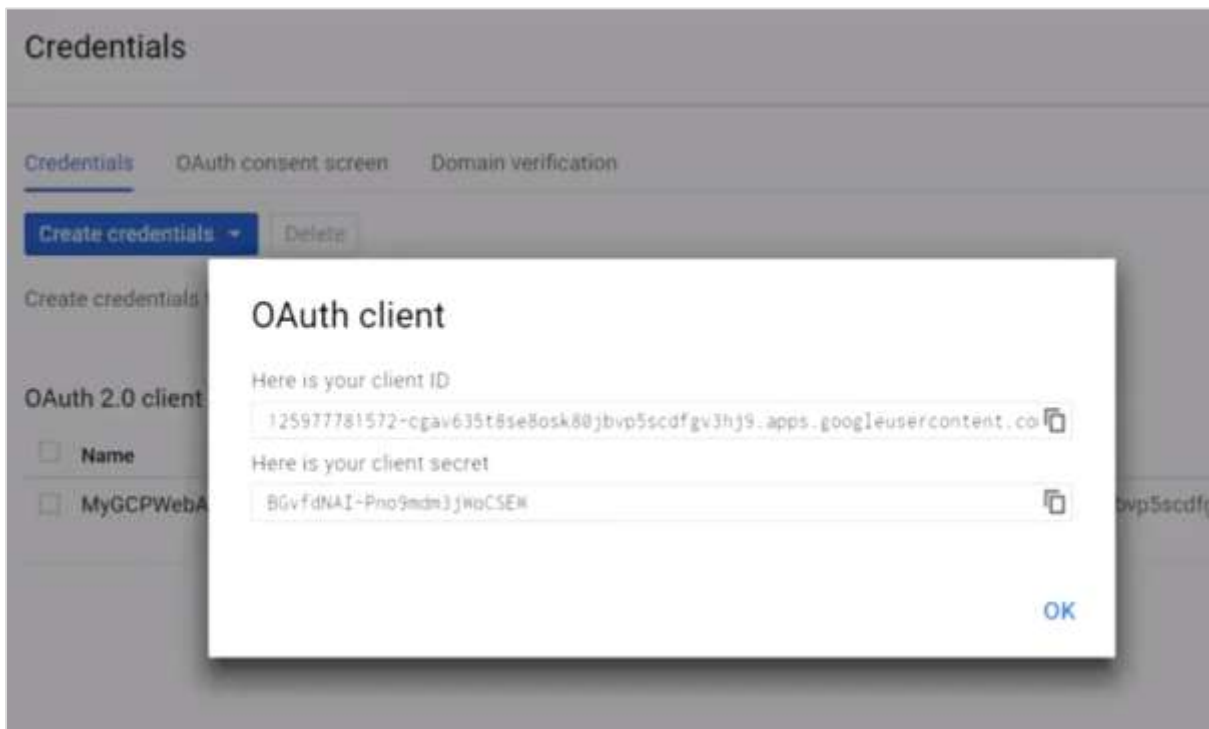 Credentials
Credentials OAuth consent screen Domain verification
Create credentials Delete
Create credentials
OAuth client
Here is your client ID
125977781572-cgav635t8se8osk80jbvp5scdfgv3hj9.apps.googleusercontent.co
OAuth 2.0 client
Here is your client secret
Name
BGvfdNAI-Pno9mdm3jWoCSEW
MyGCPWebA
bvp5scdfg
OK